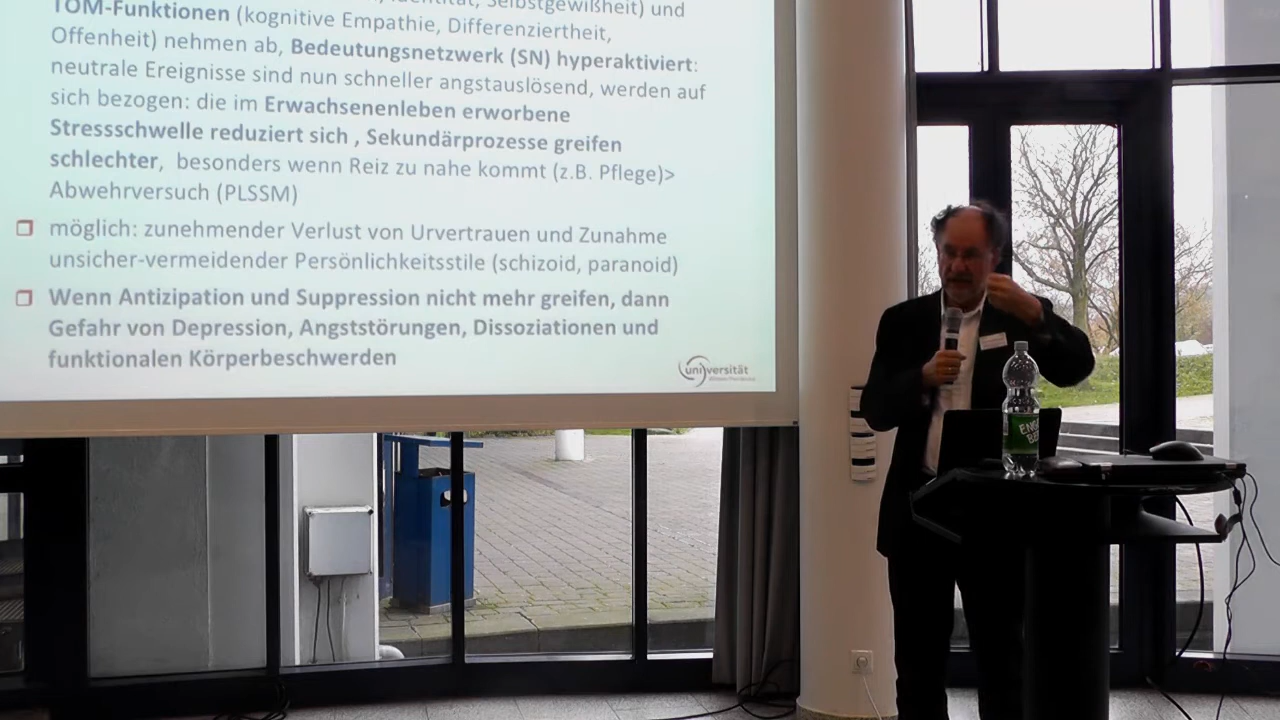 Identität, Selbstgewißheit) und
TOM-Funktionen (kognitive Empathie, Differenziertheit,
Offenheit) nehmen ab, Bedeutungsnetzwerk (SN) hyperaktiviert:
neutrale Ereignisse sind nun schneller angstauslösend, werden auf
sich bezogen: die im Erwachsenenleben erworbene
Stressschwelle reduziert sich , Sekundärprozesse greifen
schlechter, besonders wenn Reiz zu nahe kommt (z.B. Pflege)>
Abwehrversuch (PLSSM)
möglich: zunehmender Verlust von Urvertrauen und Zunahme
unsicher-vermeidender Persönlichkeitsstile (schizoid, paranoid)
Wenn Antizipation und Suppression nicht mehr greifen, dann
Gefahr von Depression, Angststörungen, Dissoziationen und
funktionalen Körperbeschwerden
universität